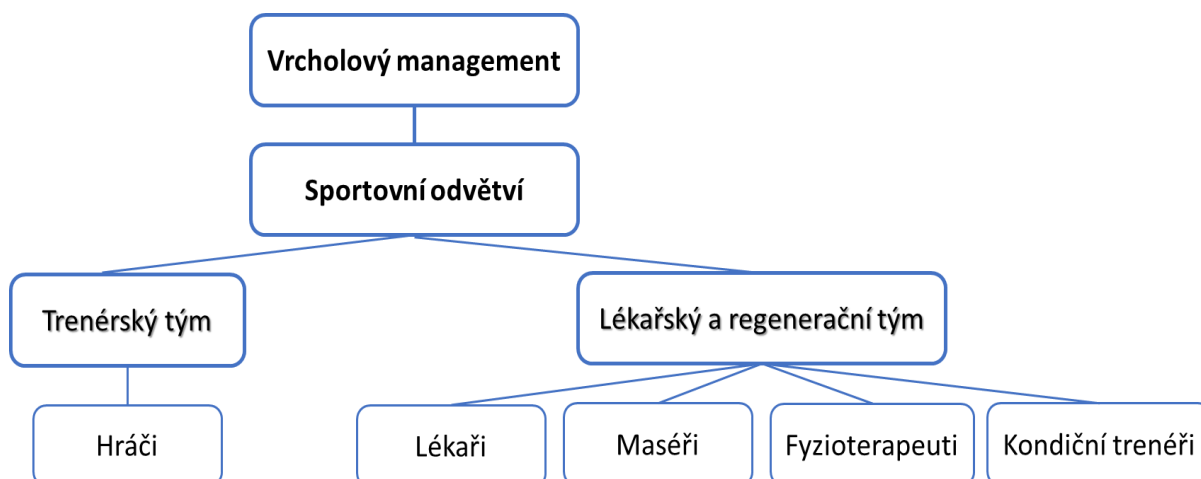 Vrcholový management
Sportovní odvětví
Trenérský tým
Lékařský a regenerační tým
Hráči
Lékaři
Maséři
Fyzioterapeuti
Kondiční trenéři